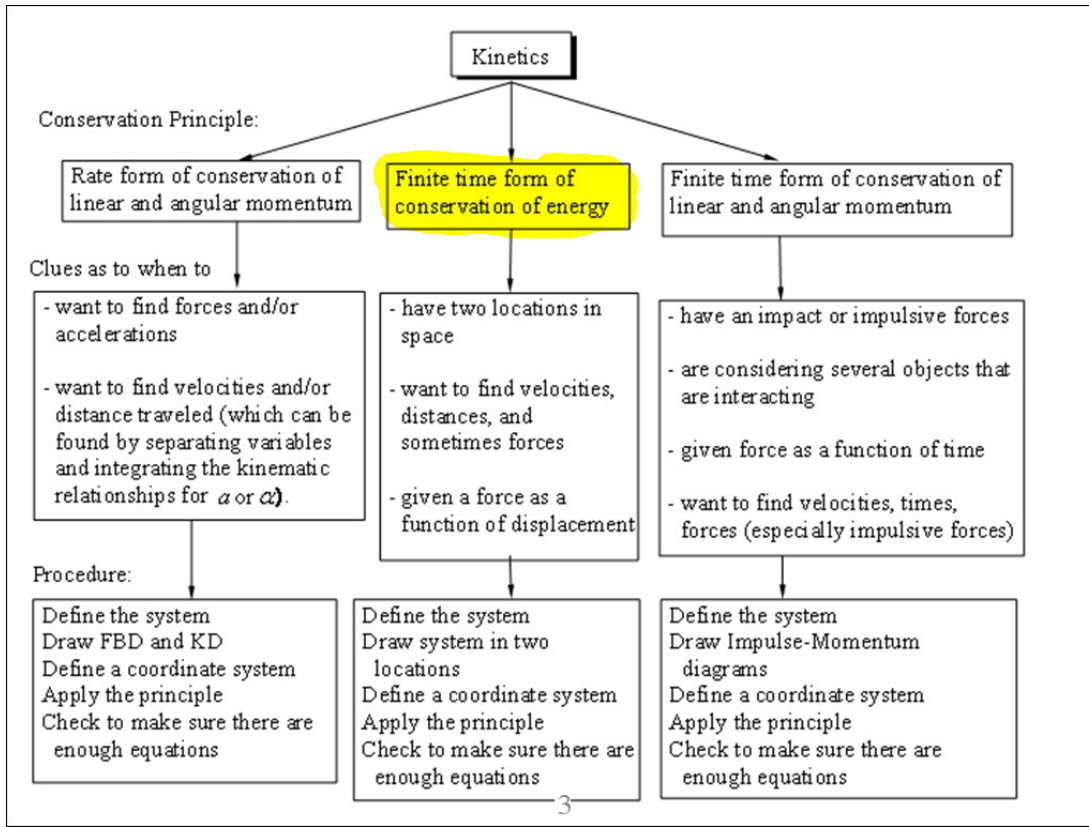 Kinetics
Conservation Principle:
Rate form of conservation of
linear and angular momentum
Finite time form of
conservation of energy
Finite time form of conservation of
linear and angular momentum
Clues as to when to
- want to find forces and/or
accelerations
- want to find velocities and/or
distance traveled (which can be
found by separating variables
and integrating the kinematic
relationships for a or α).
- have two locations in
space
- want to find velocities,
distances, and
sometimes forces
- given a force as a
function of displacement
- have an impact or impulsive forces
- are considering several objects that
are interacting
- given force as a function of time
- want to find velocities, times,
forces (especially impulsive forces)
Procedure:
Define the system
Draw FBD and KD
Define a coordinate system
Apply the principle
Check to make sure there are
enough equations
Define the system
Draw system in two
locations
Define a coordinate system
Apply the principle
Check to make sure there are
enough equations
Define the system
Draw Impulse-Momentum
diagrams
Define a coordinate system
Apply the principle
Check to make sure there are
enough equations
3